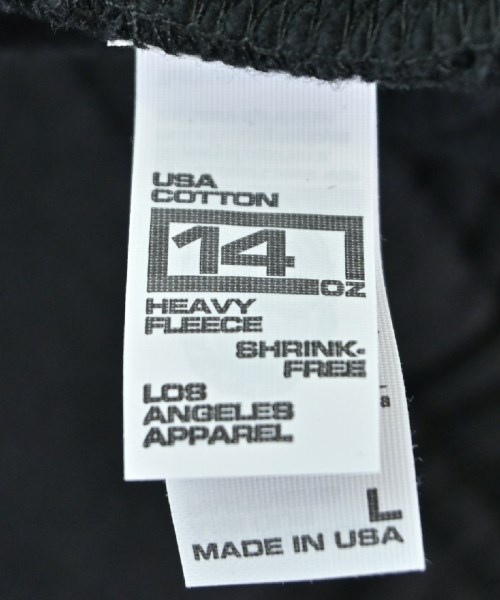 USA
COTTON
14
OZ
HEAVY
FLEECE
SHRINK-
FREE
LOS
ANGELES
APPAREL
a
L
MADE IN USA